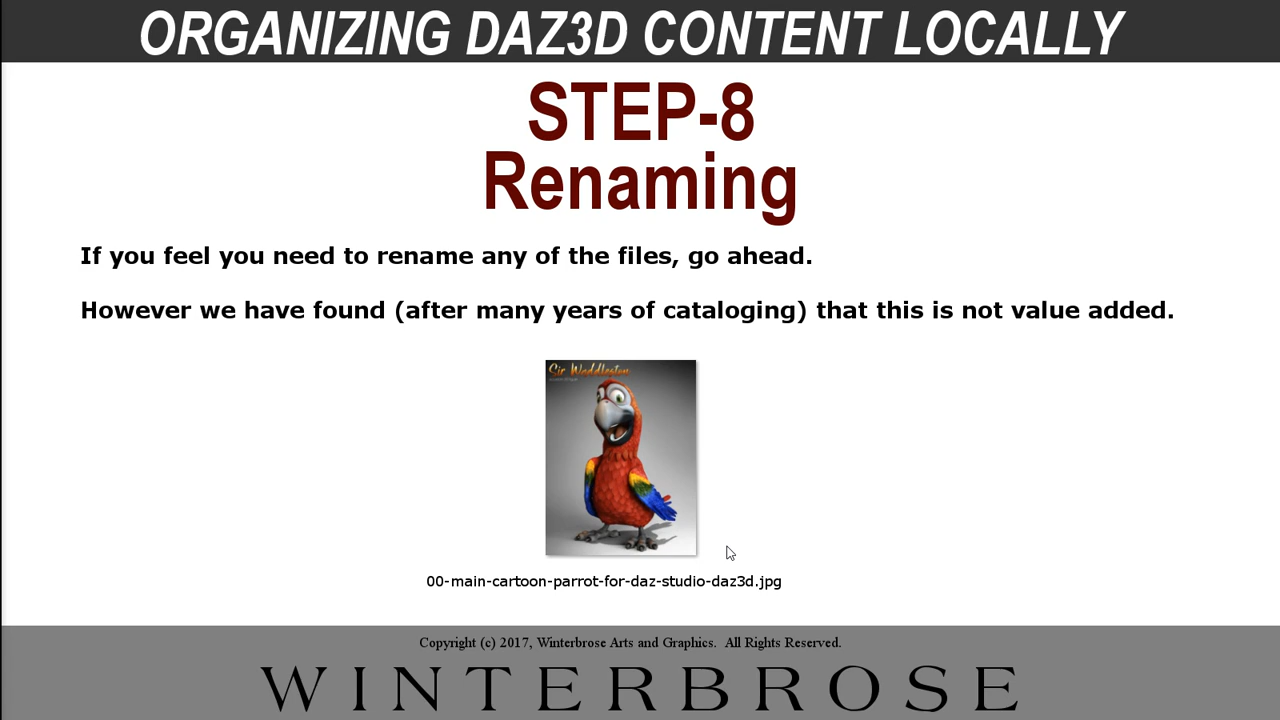 ORGANIZING DAZ3D CONTENT LOCALLY
STEP-8
Renaming
If you feel you need to rename any of the files, go ahead.
However we have found (after many years of cataloging) that this is not value added.
Sir Waddleston
00-main-cartoon-parrot-for-daz-studio-daz3d.jpg
Copyright (c) 2017, Winterbrose Arts and Graphics. All Rights Reserved.
WINTERBROSE